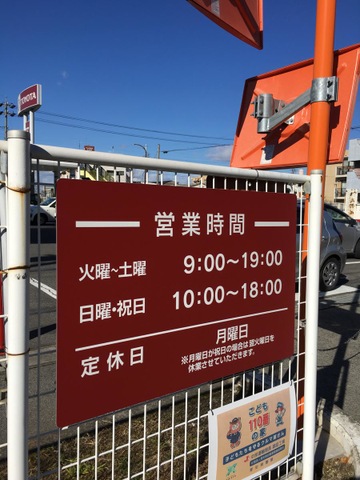 TOYOTA
営業時間
火曜~土曜 9:00~19:00
日曜・祝日 10:00~18:00
定休日 月曜日
※月曜日が祝日の場合は翌火曜日を
休業させていただきます。
こども
110番
の家